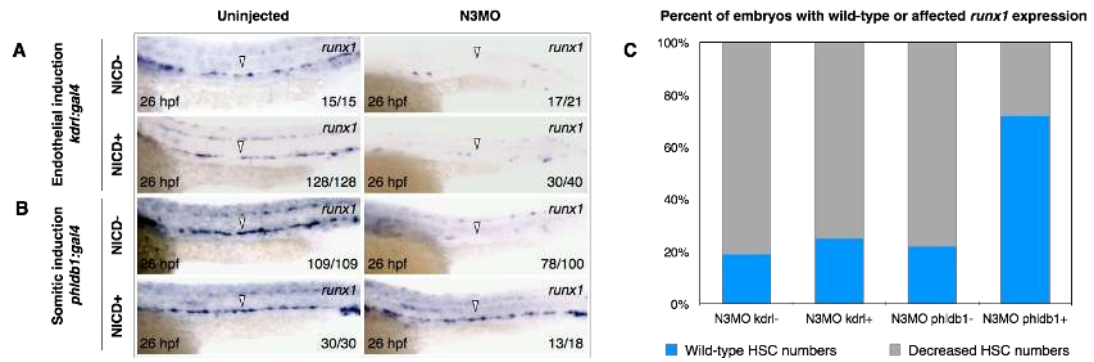 Uninjected
N3MO
Percent of embryos with wild-type or affected runx1 expression
A
Endothelial induction
kdrl:gal4
NICD-
runx1
26 hpf
15/15
runx1
26 hpf
17/21
NICD+
runx1
26 hpf
128/128
runx1
26 hpf
30/40
B
Somitic induction
phldb1:gal4
NICD-
runx1
26 hpf
109/109
runx1
26 hpf
78/100
NICD+
runx1
26 hpf
30/30
runx1
26 hpf
13/18
C
100%
80%
60%
40%
20%
0%
N3MO kdrl-
N3MO kdrl+
N3MO phldb1-
N3MO phldb1+
Wild-type HSC numbers
Decreased HSC numbers